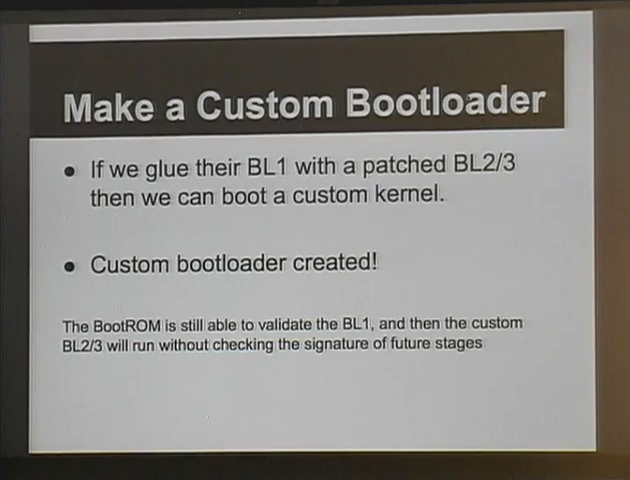 Make a Custom Bootloader
● If we glue their BL1 with a patched BL2/3
then we can boot a custom kernel.
● Custom bootloader created!
The BootROM is still able to validate the BL1, and then the custom
BL2/3 will run without checking the signature of future stages